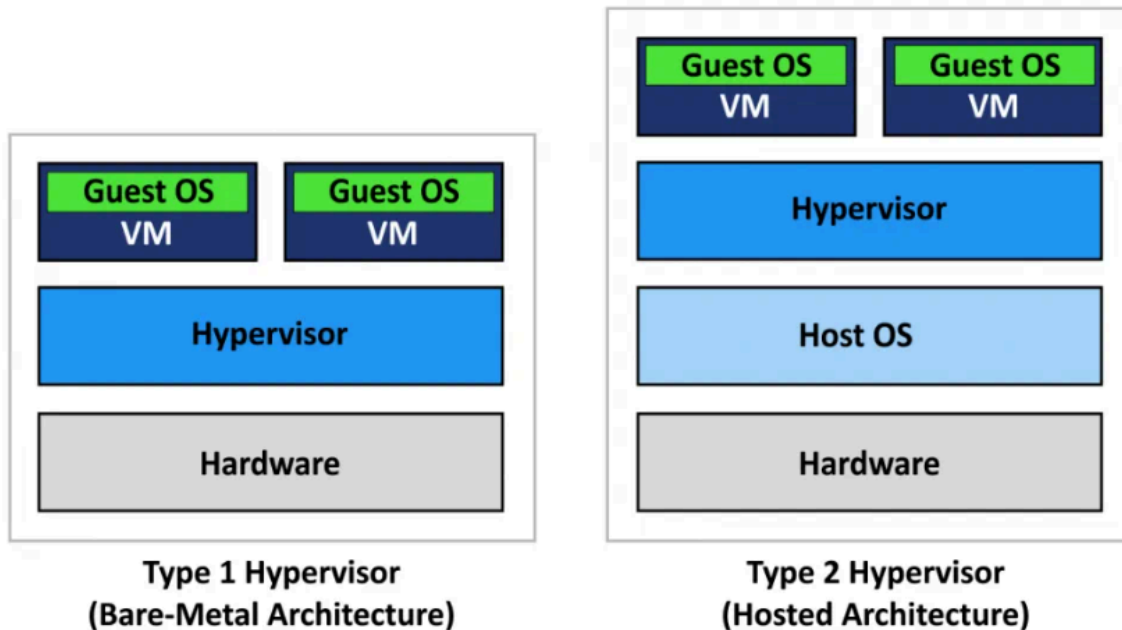 Guest OS
VM
Guest OS
VM
Hypervisor
Hardware
Type 1 Hypervisor
(Bare-Metal Architecture)
Guest OS
VM
Guest OS
VM
Hypervisor
Host OS
Hardware
Type 2 Hypervisor
(Hosted Architecture)